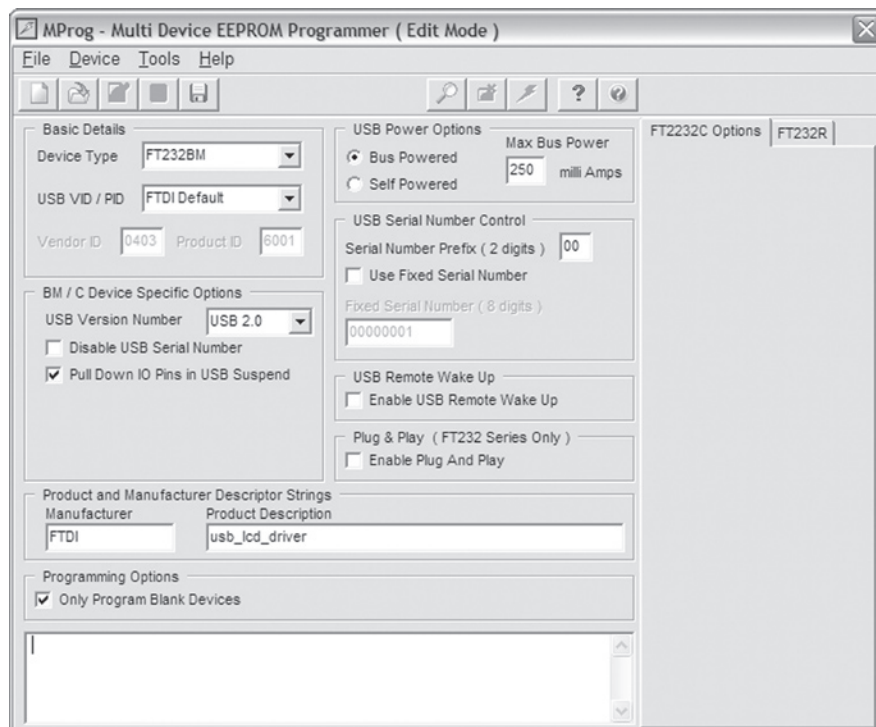 MProg - Multi Device EEPROM Programmer ( Edit Mode )
File Device Tools Help
Basic Details
Device Type FT232BM
USB VID / PID FTDI Default
Vendor ID 0403 Product ID 6001
BM / C Device Specific Options
USB Version Number USB 2.0
Disable USB Serial Number
Pull Down IO Pins in USB Suspend
USB Power Options
Max Bus Power
Bus Powered
250 milli Amps
Self Powered
USB Serial Number Control
Serial Number Prefix ( 2 digits ) 00
Use Fixed Serial Number
Fixed Serial Number ( 8 digits )
00000001
USB Remote Wake Up
Enable USB Remote Wake Up
Plug & Play ( FT232 Series Only )
Enable Plug And Play
Product and Manufacturer Descriptor Strings
Manufacturer Product Description
FTDI usb_lcd_driver
Programming Options
Only Program Blank Devices
FT2232C Options FT232R